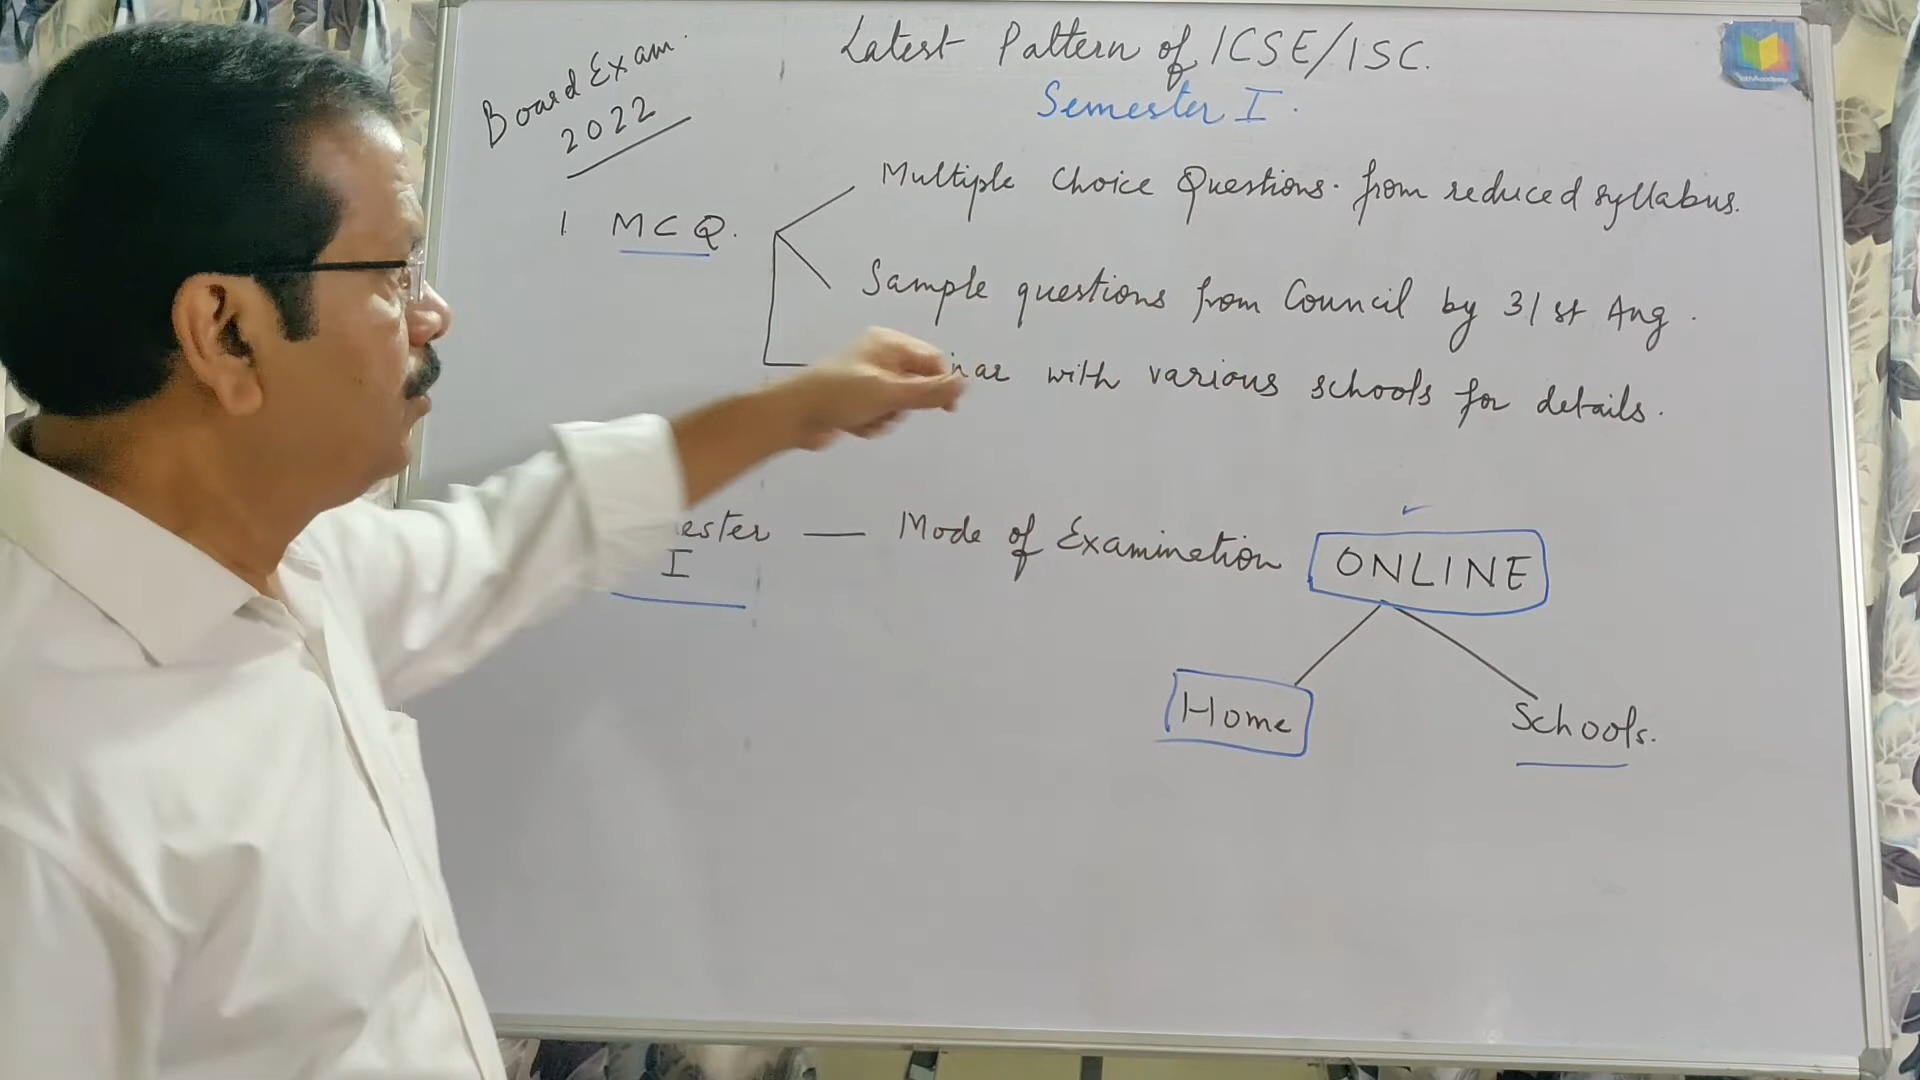 Board Exam.
2022
Latest Pattern of ICSE/ISC.
Semester I.
1. MCQ.
Multiple Choice Questions. from reduced syllabus.
Sample questions from Council by 31st Aug.
with various schools for details.
I
Mode of Examination ONLINE
Home
Schools.